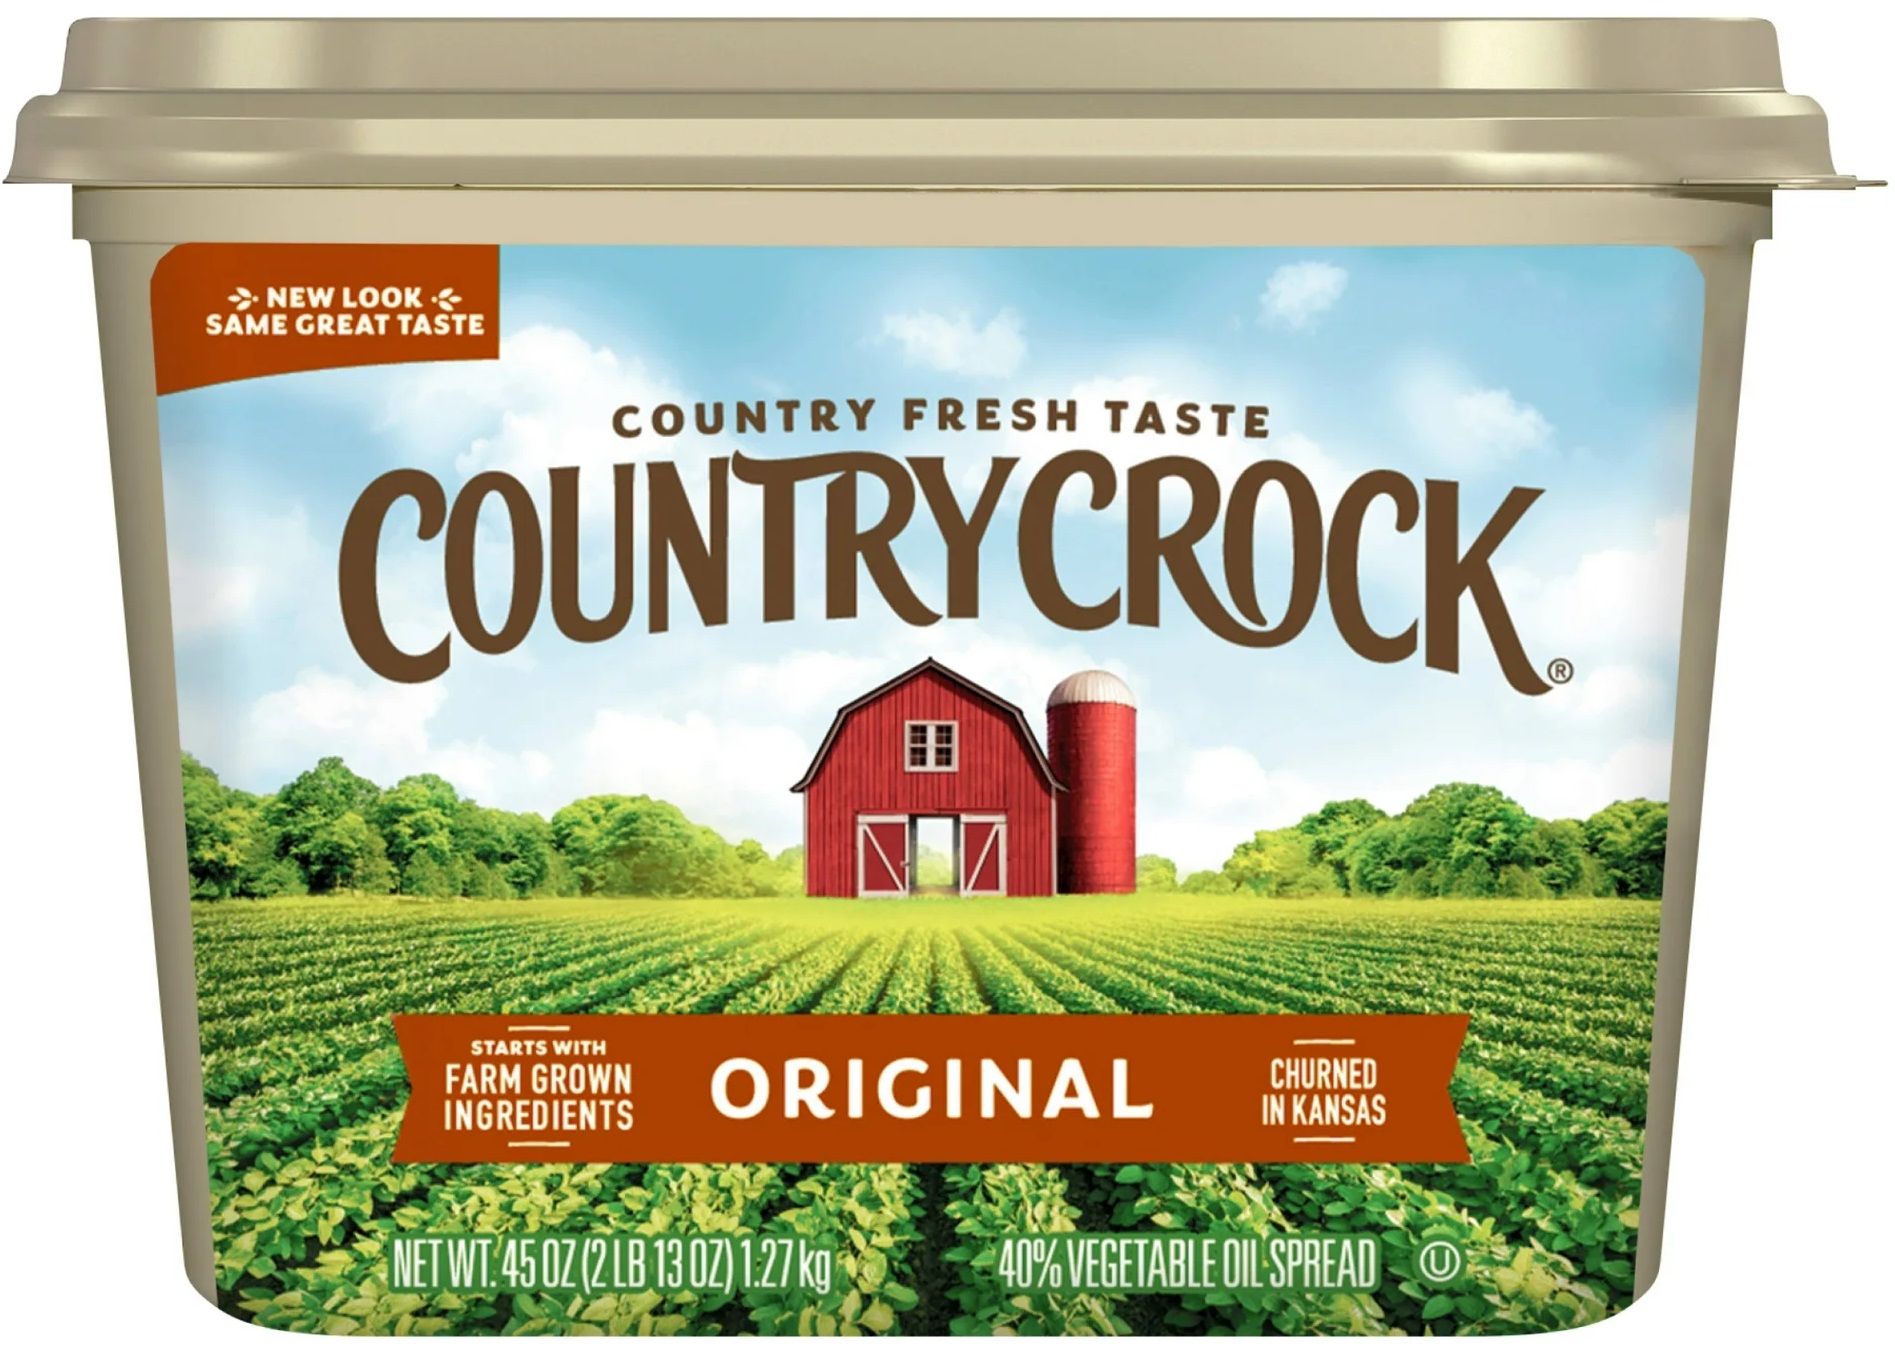 NEW LOOK
SAME GREAT TASTE
COUNTRY FRESH TASTE
COUNTRY CROCK®
STARTS WITH
FARM GROWN
INGREDIENTS
ORIGINAL
CHURNED
IN KANSAS
NET WT. 45 OZ (2 LB 13 OZ) 1.27 kg
40% VEGETABLE OIL SPREAD U